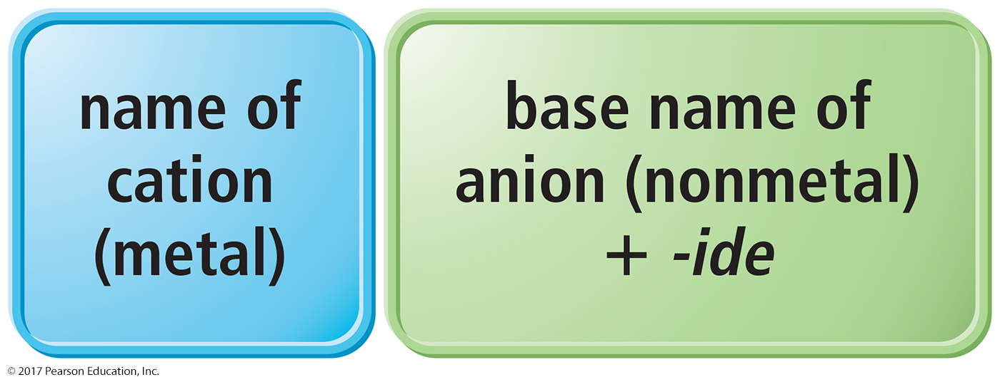 name of
cation
(metal)
base name of
anion (nonmetal)
+ -ide
© 2017 Pearson Education, Inc.